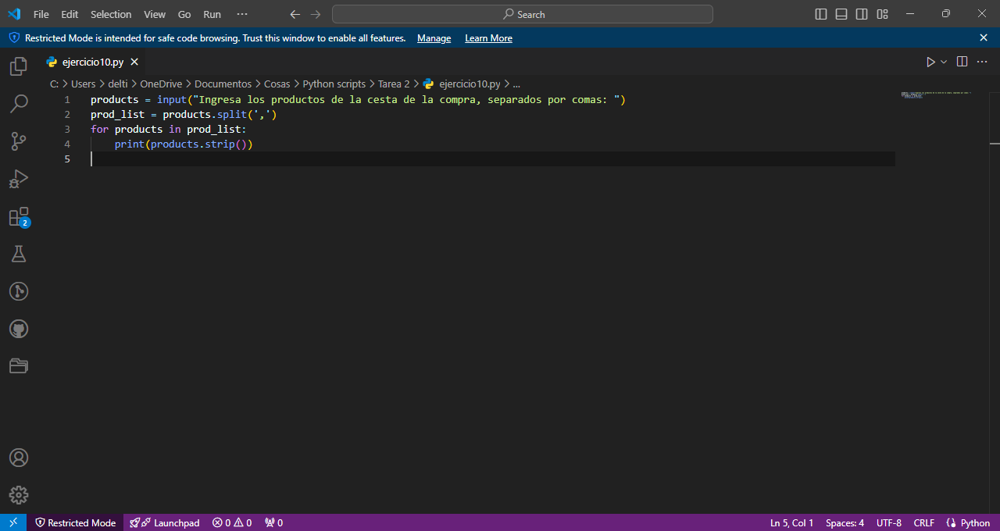 File Edit Selection View Go Run ··· Search
Restricted Mode is intended for safe code browsing. Trust this window to enable all features. Manage Learn More
ejercicio10.py
C: > Users > delti > OneDrive > Documentos > Cosas > Python scripts > Tarea 2 > ejercicio10.py > ...
1 products = input("Ingresa los productos de la cesta de la compra, separados por comas: ")
2 prod_list = products.split(',')
3 for products in prod_list:
4     print(products.strip())
5
2
Restricted Mode Launchpad 0 0 0 Ln 5, Col 1 Spaces: 4 UTF-8 CRLF Python